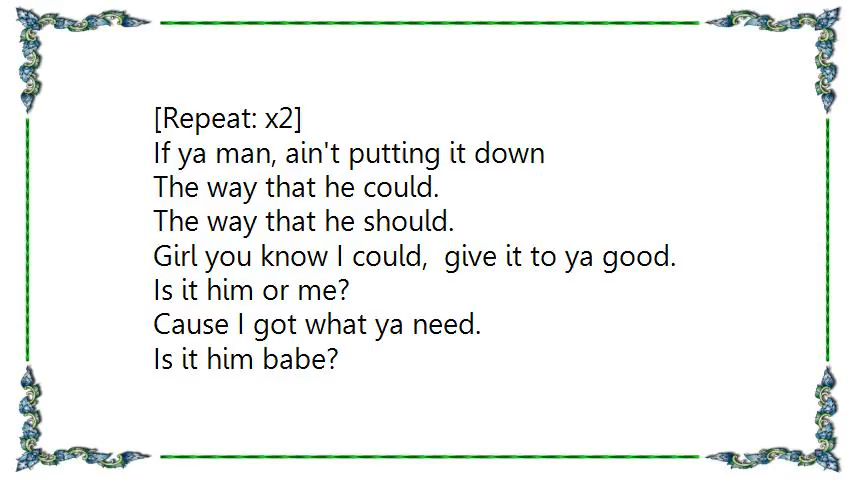 [Repeat: x2]
If ya man, ain't putting it down
The way that he could.
The way that he should.
Girl you know I could,  give it to ya good.
Is it him or me?
Cause I got what ya need.
Is it him babe?